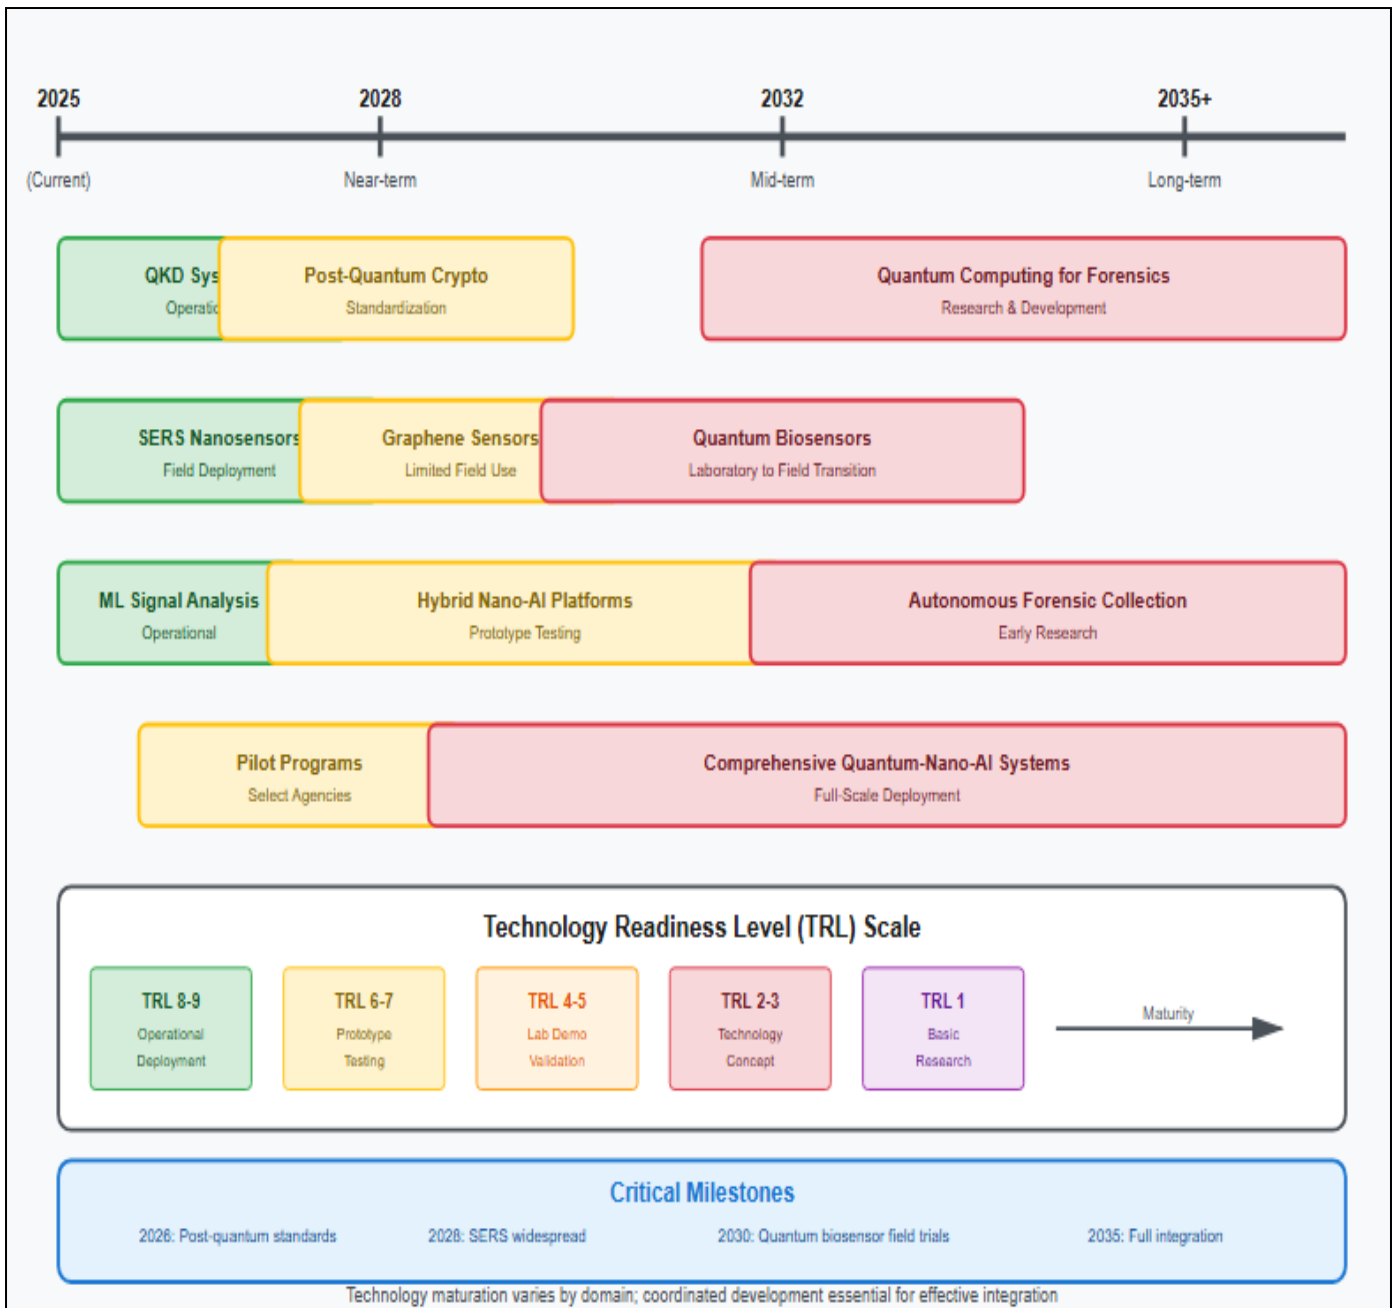 2025 2028 2032 2035+
(Current) Near-term Mid-term Long-term
QKD Sys Post-Quantum Crypto Quantum Computing for Forensics
Operatic Standardization Research & Development
SERS Nanosensors Graphene Sensors Quantum Biosensors
Field Deployment Limited Field Use Laboratory to Field Transition
ML Signal Analysis Hybrid Nano-AI Platforms Autonomous Forensic Collection
Operational Prototype Testing Early Research
Pilot Programs Comprehensive Quantum-Nano-AI Systems
Select Agencies Full-Scale Deployment
Technology Readiness Level (TRL) Scale
TRL 8-9 TRL 6-7 TRL 4-5 TRL 2-3 TRL 1
Operational Prototype Lab Demo Technology Basic Maturity
Deployment Testing Validation Concept Research
Critical Milestones
2026: Post-quantum standards 2028: SERS widespread 2030: Quantum biosensor field trials 2035: Full integration
Technology maturation varies by domain; coordinated development essential for effective integration